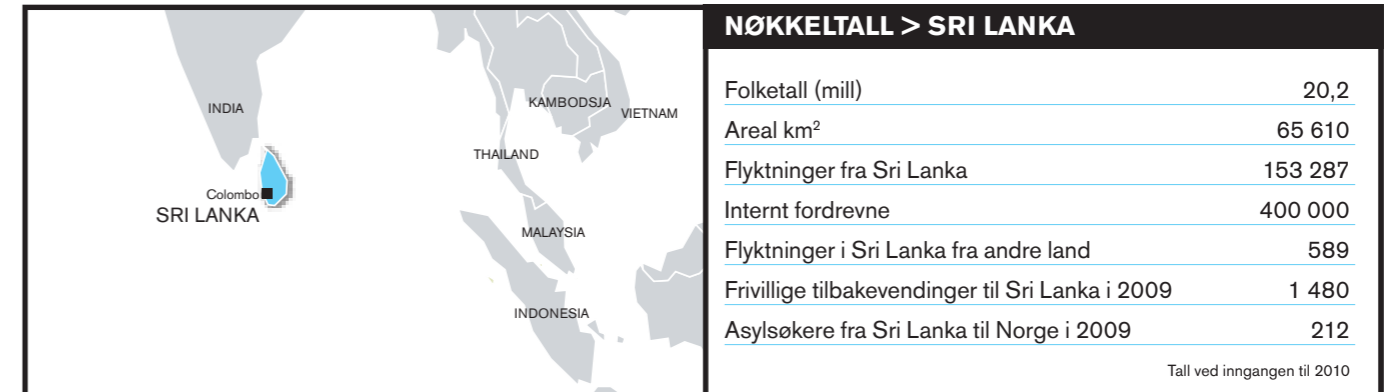 INDIA
KAMBODSJA
VIETNAM
THAILAND
Colombo
SRI LANKA
MALAYSIA
INDONESIA
NØKKELTALL > SRI LANKA
Folketall (mill) 20,2
Areal km² 65 610
Flyktninger fra Sri Lanka 153 287
Internt fordrevne 400 000
Flyktninger i Sri Lanka fra andre land 589
Frivillige tilbakevendinger til Sri Lanka i 2009 1 480
Asylsøkere fra Sri Lanka til Norge i 2009 212
Tall ved inngangen til 2010